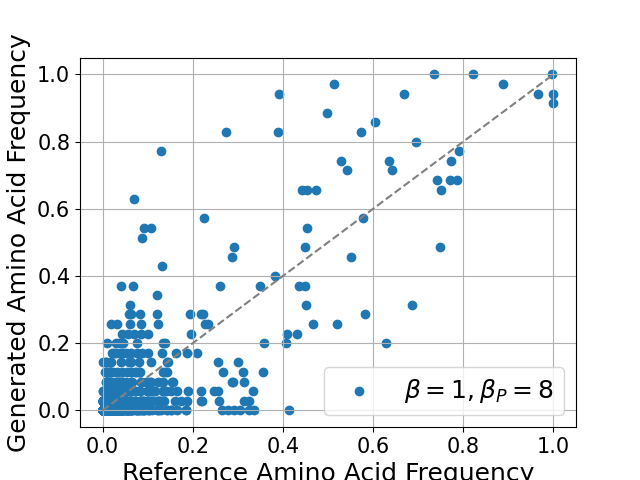 Generated Amino Acid Frequency
1.0
0.8
0.6
0.4
0.2
0.0
β = 1, β_P = 8
0.0 0.2 0.4 0.6 0.8 1.0
Reference Amino Acid Frequency